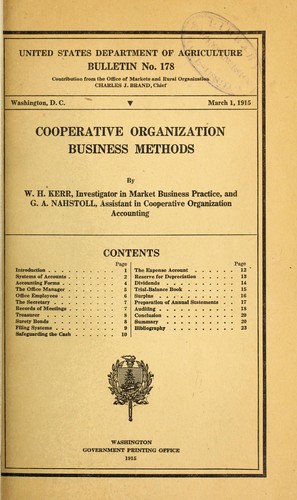 UNITED STATES DEPARTMENT OF AGRICULTURE
BULLETIN No. 178
Contribution from the Office of Markets and Rural Organization
CHARLES J. BRAND, Chief
Washington, D. C. ▼ March 1, 1915
COOPERATIVE ORGANIZATION
BUSINESS METHODS
By
W. H. KERR, Investigator in Market Business Practice, and
G. A. NAHSTOLL, Assistant in Cooperative Organization
Accounting
CONTENTS
Page
Introduction . . . . . . . . . 1
Systems of Accounts . . . . . . . 2
Accounting Forms . . . . . . . . 4
The Office Manager . . . . . . . 5
Office Employees . . . . . . . . 6
The Secretary . . . . . . . . . 7
Records of Meetings . . . . . . . 7
Treasurer . . . . . . . . . . 8
Surety Bonds . . . . . . . . . 8
Filing Systems . . . . . . . . . 9
Safeguarding the Cash . . . . . . 10
Page
The Expense Account . . . . . . 12
Reserve for Depreciation . . . . . 13
Dividends . . . . . . . . . . 14
Trial-Balance Book . . . . . . . 15
Surplus . . . . . . . . . . . 16
Preparation of Annual Statements . . 17
Auditing . . . . . . . . . . . 18
Conclusion . . . . . . . . . . 20
Summary . . . . . . . . . . . 20
Bibliography . . . . . . . . . 23
WASHINGTON
GOVERNMENT PRINTING OFFICE
1915